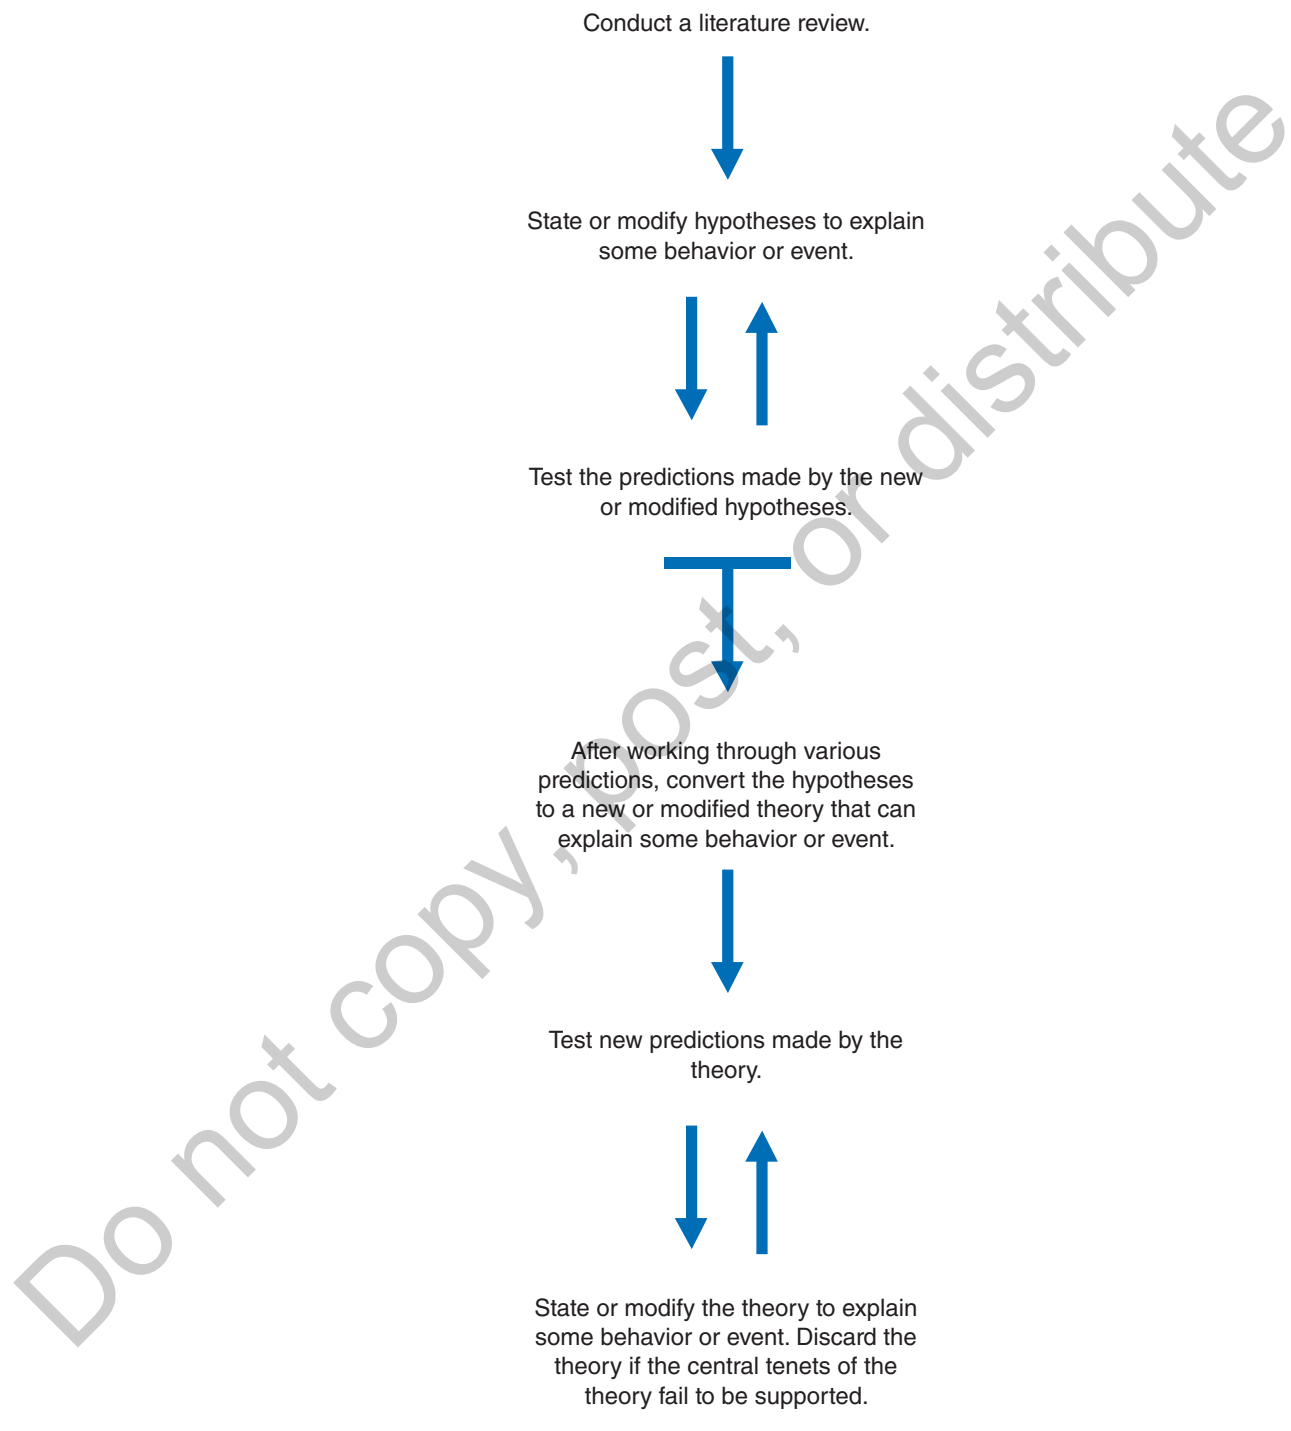 Conduct a literature review.
State or modify hypotheses to explain
some behavior or event.
Test the predictions made by the new
or modified hypotheses.
After working through various
predictions, convert the hypotheses
to a new or modified theory that can
explain some behavior or event.
Test new predictions made by the
theory.
State or modify the theory to explain
some behavior or event. Discard the
theory if the central tenets of the
theory fail to be supported.
Do not copy, post, or distribute